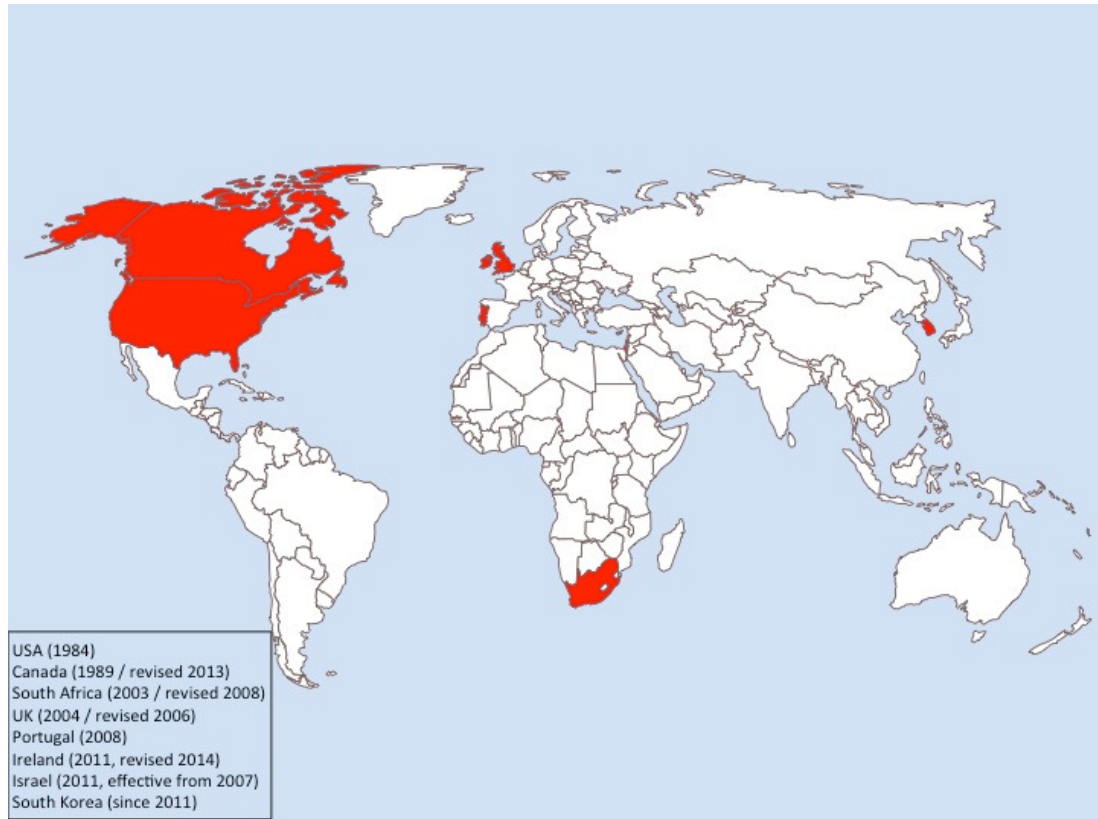 USA (1984)
Canada (1989 / revised 2013)
South Africa (2003 / revised 2008)
UK (2004 / revised 2006)
Portugal (2008)
Ireland (2011, revised 2014)
Israel (2011, effective from 2007)
South Korea (since 2011)